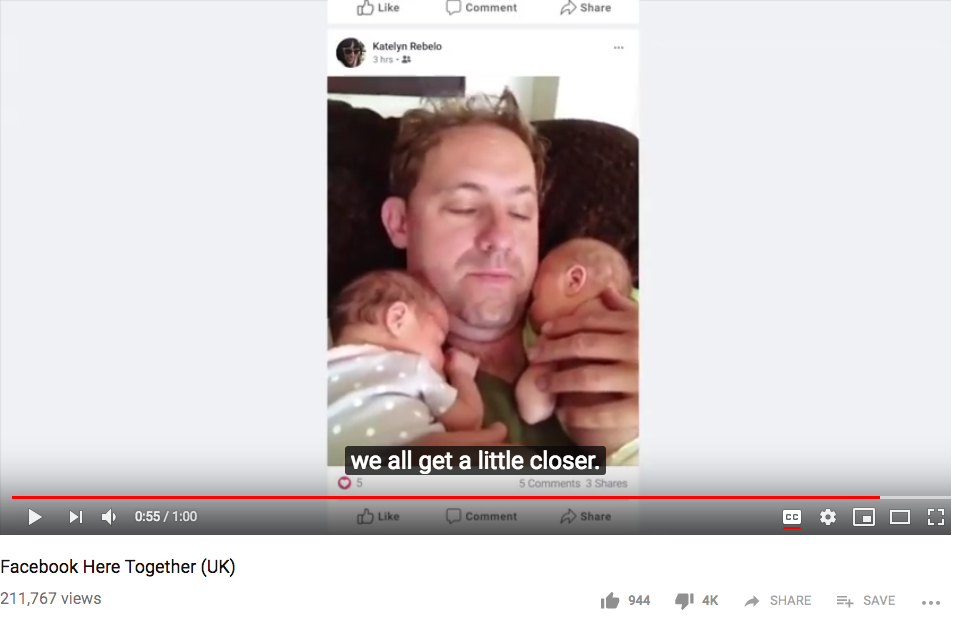 Like Comment Share
Katelyn Rebelo
3 hrs
we all get a little closer.
5 5 Comments 3 Shares
Like Comment Share
0:55 / 1:00 CC
Facebook Here Together (UK)
211,767 views
944 4K SHARE SAVE